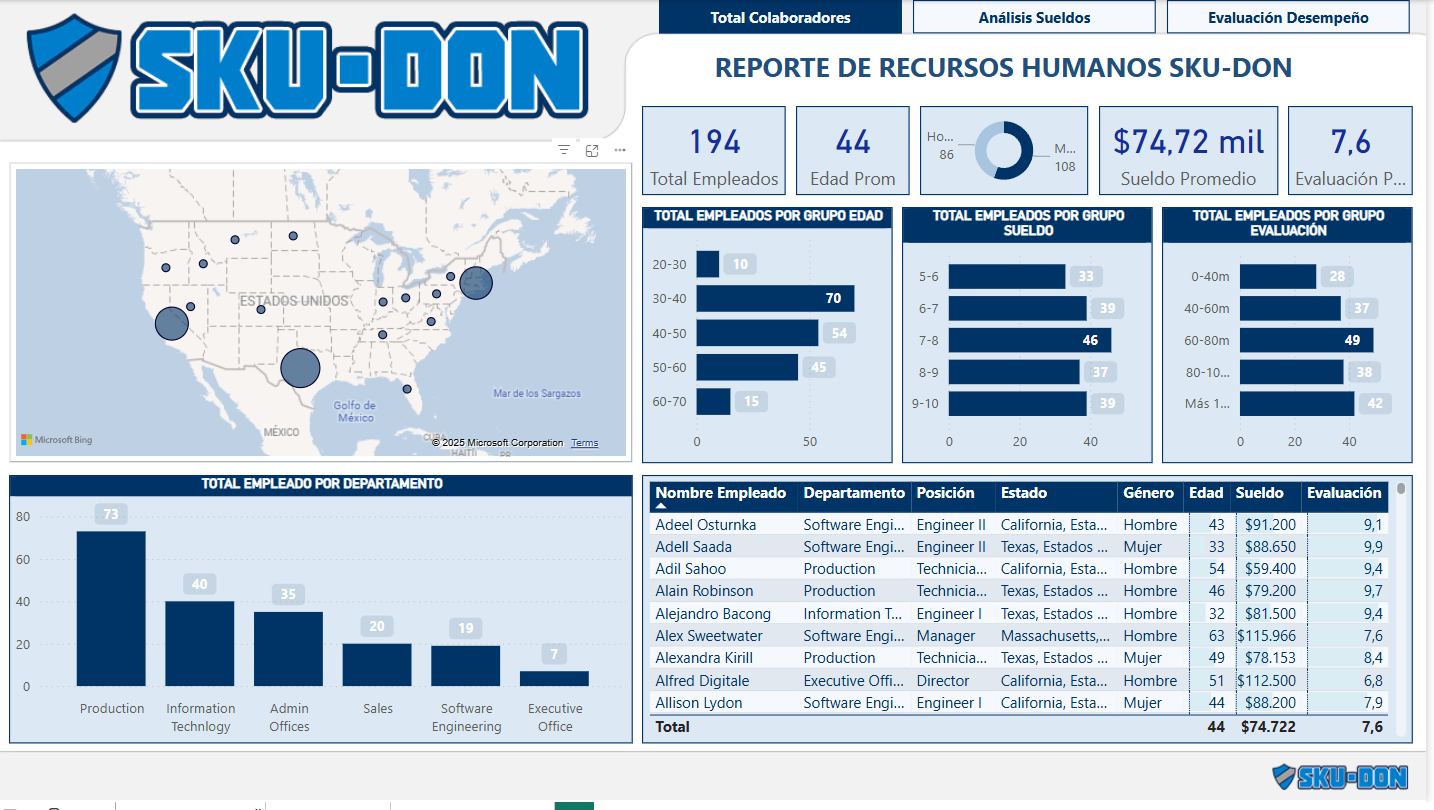 SKU-DON
Total Colaboradores
Análisis Sueldos
Evaluación Desempeño
REPORTE DE RECURSOS HUMANOS SKU-DON
194
Total Empleados
44
Edad Prom
Ho...
86
M...
108
$74,72 mil
Sueldo Promedio
7,6
Evaluación P...
ESTADOS UNIDOS
MÉXICO
Golfo de
México
Mar de los Sargazos
CUBA
HAITÍ
PR
Microsoft Bing
© 2025 Microsoft Corporation Terms
TOTAL EMPLEADOS POR GRUPO EDAD
20-30 10
30-40 70
40-50 54
50-60 45
60-70 15
0 50
TOTAL EMPLEADOS POR GRUPO
SUELDO
5-6 33
6-7 39
7-8 46
8-9 37
9-10 39
0 20 40
TOTAL EMPLEADOS POR GRUPO
EVALUACIÓN
0-40m 28
40-60m 37
60-80m 49
80-10... 38
Más 1... 42
0 20 40
TOTAL EMPLEADO POR DEPARTAMENTO
80
60
40
20
0
73
40
35
20
19
7
Production
Information
Technlogy
Admin
Offices
Sales
Software
Engineering
Executive
Office
Nombre Empleado Departamento Posición Estado Género Edad Sueldo Evaluación
Adeel Osturnka Software Engi... Engineer II California, Esta... Hombre 43 $91.200 9,1
Adell Saada Software Engi... Engineer II Texas, Estados ... Mujer 33 $88.650 9,9
Adil Sahoo Production Technicia... California, Esta... Hombre 54 $59.400 9,4
Alain Robinson Production Technicia... Texas, Estados ... Hombre 46 $79.200 9,7
Alejandro Bacong Information T... Engineer I Texas, Estados ... Hombre 32 $81.500 9,4
Alex Sweetwater Software Engi... Manager Massachusetts,... Hombre 63 $115.966 7,6
Alexandra Kirill Production Technicia... Texas, Estados ... Mujer 49 $78.153 8,4
Alfred Digitale Executive Offi... Director California, Esta... Hombre 51 $112.500 6,8
Allison Lydon Software Engi... Engineer I California, Esta... Mujer 44 $88.200 7,9
Total 44 $74.722 7,6
SKU-DON